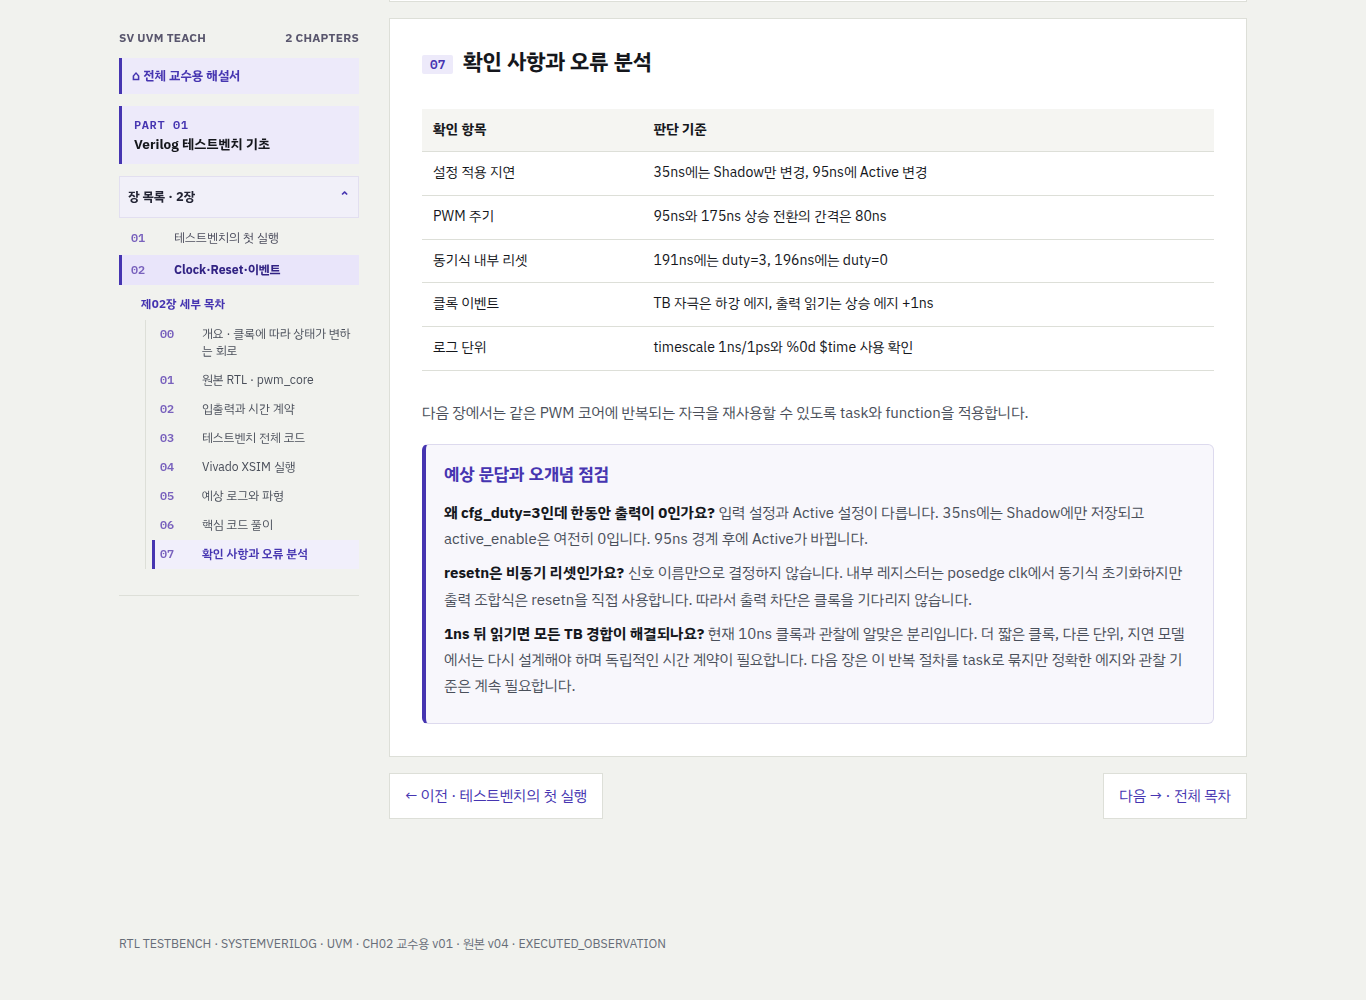 SV UVM TEACH 2 CHAPTERS
⌂ 전체 교수용 해설서
PART 01
Verilog 테스트벤치 기초
장 목록 · 2장
01 테스트벤치의 첫 실행
02 Clock·Reset·이벤트
제02장 세부 목차
00 개요 · 클록에 따라 상태가 변하
는 회로
01 원본 RTL · pwm_core
02 입출력과 시간 계약
03 테스트벤치 전체 코드
04 Vivado XSIM 실행
05 예상 로그와 파형
06 핵심 코드 풀이
07 확인 사항과 오류 분석
07 확인 사항과 오류 분석
확인 항목 판단 기준
설정 적용 지연 35ns에는 Shadow만 변경, 95ns에 Active 변경
PWM 주기 95ns와 175ns 상승 전환의 간격은 80ns
동기식 내부 리셋 191ns에는 duty=3, 196ns에는 duty=0
클록 이벤트 TB 자극은 하강 에지, 출력 읽기는 상승 에지 +1ns
로그 단위 timescale 1ns/1ps와 %0d $time 사용 확인
다음 장에서는 같은 PWM 코어에 반복되는 자극을 재사용할 수 있도록 task와 function을 적용합니다.
예상 문답과 오개념 점검
왜 cfg_duty=3인데 한동안 출력이 0인가요? 입력 설정과 Active 설정이 다릅니다. 35ns에는 Shadow에만 저장되고
active_enable은 여전히 0입니다. 95ns 경계 후에 Active가 바뀝니다.
resetn은 비동기 리셋인가요? 신호 이름만으로 결정하지 않습니다. 내부 레지스터는 posedge clk에서 동기식 초기화하지만
출력 조합식은 resetn을 직접 사용합니다. 따라서 출력 차단은 클록을 기다리지 않습니다.
1ns 뒤 읽기면 모든 TB 경합이 해결되나요? 현재 10ns 클록과 관찰에 알맞은 분리입니다. 더 짧은 클록, 다른 단위, 지연 모델
에서는 다시 설계해야 하며 독립적인 시간 계약이 필요합니다. 다음 장은 이 반복 절차를 task로 묶지만 정확한 에지와 관찰 기
준은 계속 필요합니다.
← 이전 · 테스트벤치의 첫 실행
다음 → · 전체 목차
RTL TESTBENCH · SYSTEMVERILOG · UVM · CH02 교수용 v01 · 원본 v04 · EXECUTED_OBSERVATION